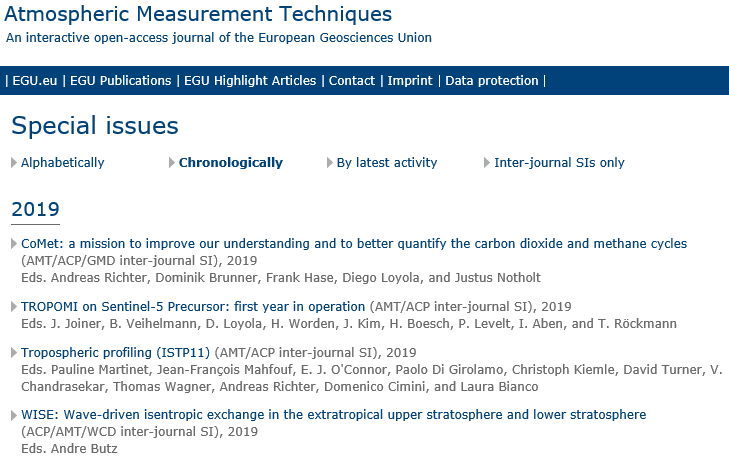 Atmospheric Measurement Techniques
An interactive open-access journal of the European Geosciences Union
| EGU.eu | EGU Publications | EGU Highlight Articles | Contact | Imprint | Data protection |
Special issues
Alphabetically Chronologically By latest activity Inter-journal SIs only
2019
CoMet: a mission to improve our understanding and to better quantify the carbon dioxide and methane cycles
(AMT/ACP/GMD inter-journal SI), 2019
Eds. Andreas Richter, Dominik Brunner, Frank Hase, Diego Loyola, and Justus Notholt
TROPOMI on Sentinel-5 Precursor: first year in operation (AMT/ACP inter-journal SI), 2019
Eds. J. Joiner, B. Veihelmann, D. Loyola, H. Worden, J. Kim, H. Boesch, P. Levelt, I. Aben, and T. Röckmann
Tropospheric profiling (ISTP11) (AMT/ACP inter-journal SI), 2019
Eds. Pauline Martinet, Jean-François Mahfouf, E. J. O'Connor, Paolo Di Girolamo, Christoph Kiemle, David Turner, V.
Chandrasekar, Thomas Wagner, Andreas Richter, Domenico Cimini, and Laura Bianco
WISE: Wave-driven isentropic exchange in the extratropical upper stratosphere and lower stratosphere
(ACP/AMT/WCD inter-journal SI), 2019
Eds. Andre Butz